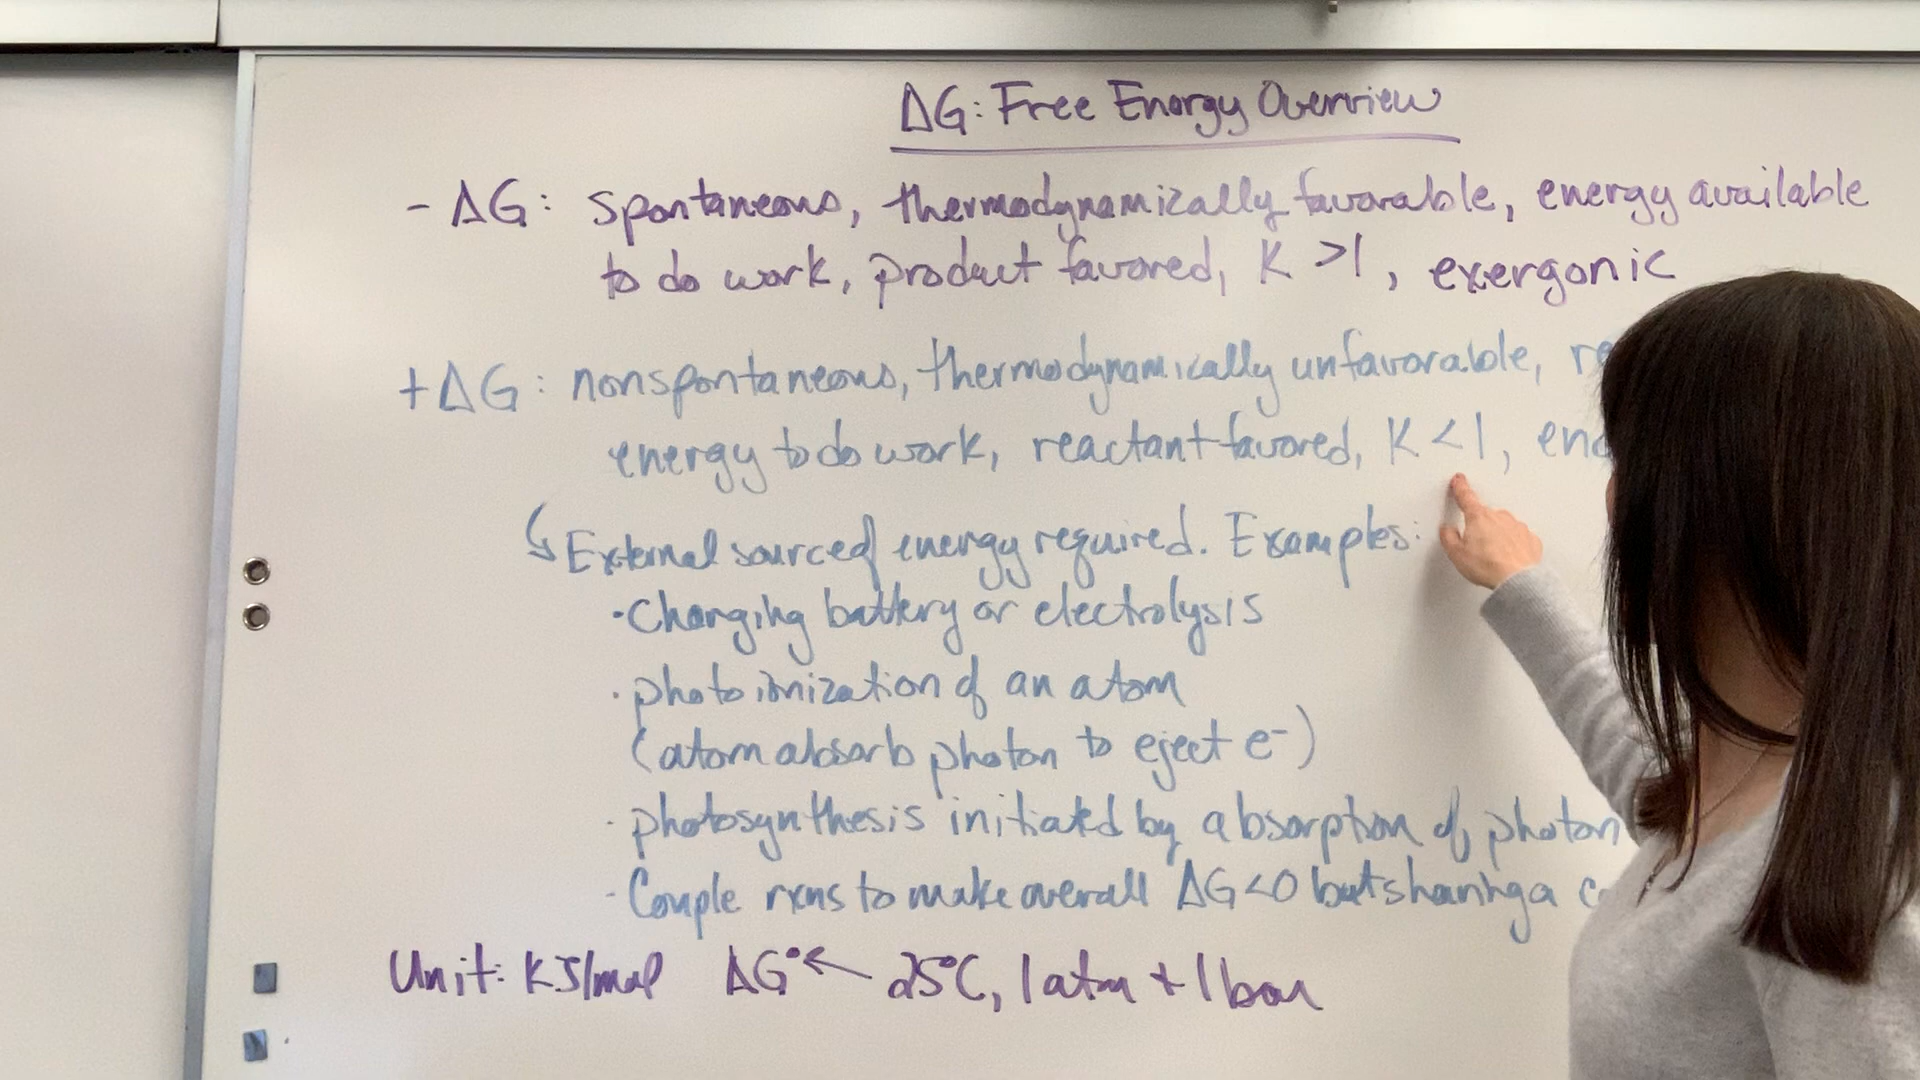 ΔG: Free Energy Overview
- ΔG: spontaneous, thermodynamically favorable, energy available
to do work, product favored, K >1, exergonic
+ΔG: nonspontaneous, thermodynamically unfavorable,
energy to do work, reactant favored, K <1,
↳ External sourced energy required. Examples:
· Charging battery or electrolysis
· photoionization of an atom
(atom absorb photon to eject e⁻)
· photosynthesis initiated by absorption of photon
- Couple rxns to make overall ΔG<0 but sharing a
Unit: KJ/mol ΔG° ← 25°C, 1 atm + 1 bar